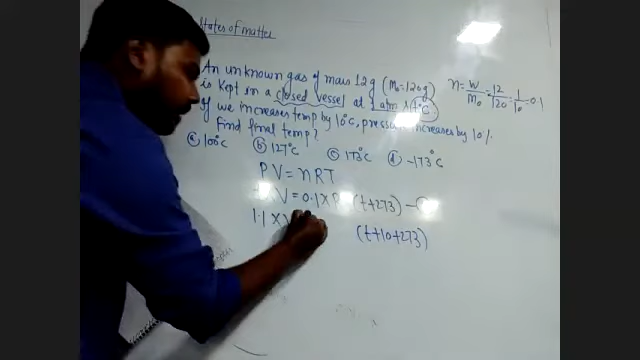 States of matter
An unknown gas of mass 12g (M₀=120g)
is kept in a closed vessel at 1 atm & t°C
If we increases temp by 10°C, pressure increases by 10%
Find final temp?
n = W/M₀ = 12/120 = 1/10 = 0.1
ⓐ 100°C ⓑ 127°C ⓒ 173°C ⓓ -173°C
PV = nRT
V = 0.1 X R (t+273) -
1.1 X V (t+10+273)